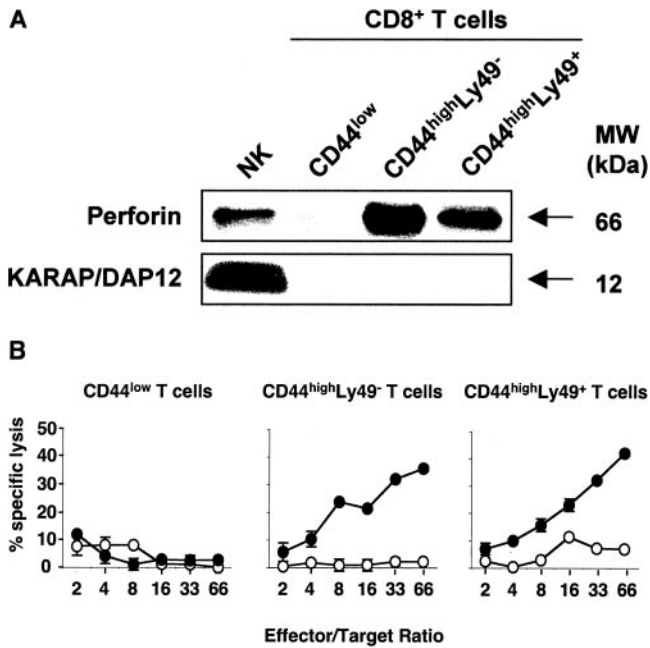 A
CD8⁺ T cells
NK
CD44ˡᵒʷ
CD44ʰⁱᵍʰLy49⁻
CD44ʰⁱᵍʰLy49⁺
MW
(kDa)
Perforin
66
KARAP/DAP12
12
B
CD44ˡᵒʷ T cells
CD44ʰⁱᵍʰLy49⁻ T cells
CD44ʰⁱᵍʰLy49⁺ T cells
% specific lysis
50
40
30
20
10
0
2 4 8 16 33 66
2 4 8 16 33 66
2 4 8 16 33 66
Effector/Target Ratio